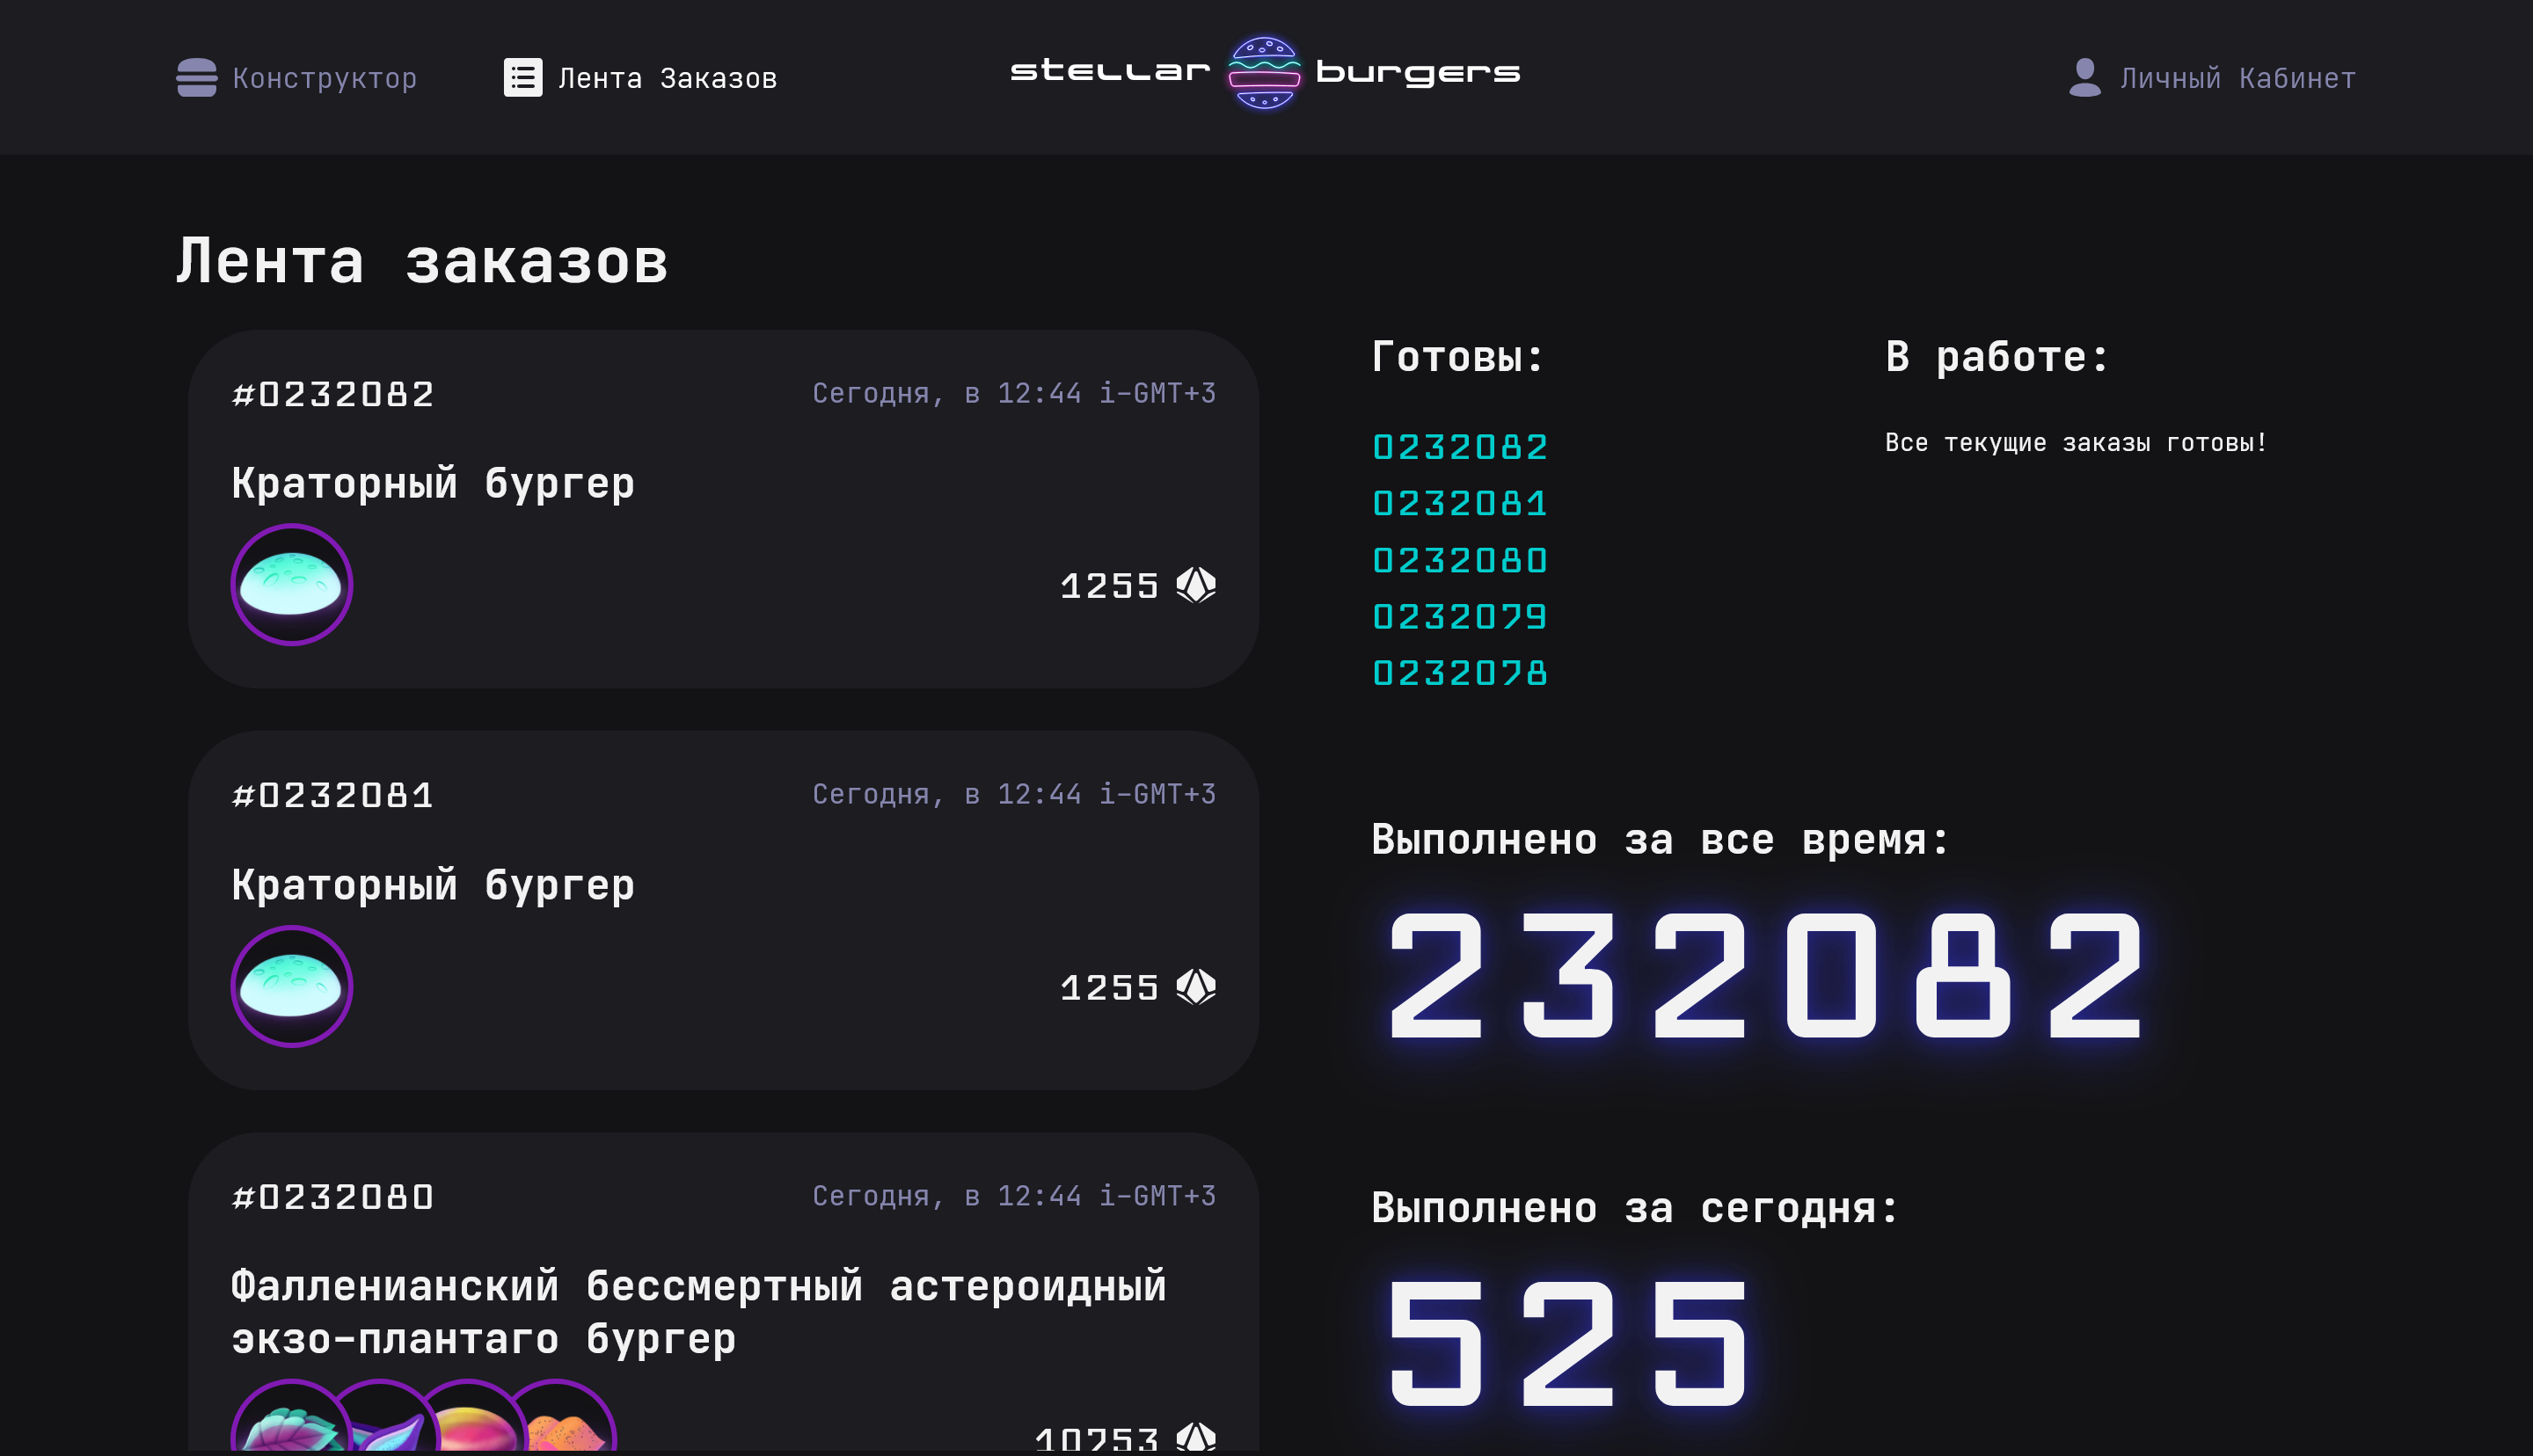 Конструктор
Лента Заказов
stellar burgers
Личный Кабинет
Лента заказов
#0232082
Сегодня, в 12:44 i-GMT+3
Краторный бургер
1255
#0232081
Сегодня, в 12:44 i-GMT+3
Краторный бургер
1255
#0232080
Сегодня, в 12:44 i-GMT+3
Фалленианский бессмертный астероидный
экзо-плантаго бургер
10753
Готовы:
0232082
0232081
0232080
0232079
0232078
В работе:
Все текущие заказы готовы!
Выполнено за все время:
232082
Выполнено за сегодня:
525